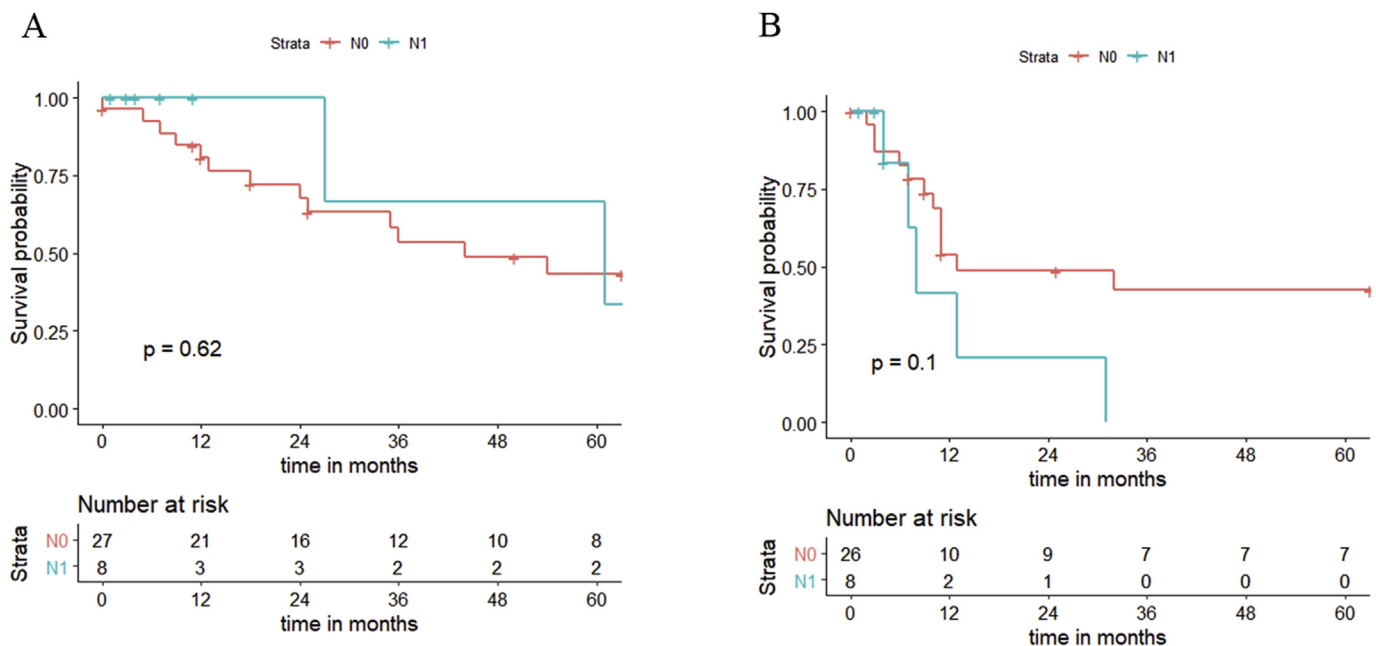 A
Strata N0 N1
Survival probability
1.00
0.75
0.50
0.25
0.00
p = 0.62
0 12 24 36 48 60
time in months
Number at risk
Strata
N0 27 21 16 12 10 8
N1 8 3 3 2 2 2
0 12 24 36 48 60
time in months
B
Strata N0 N1
Survival probability
1.00
0.75
0.50
0.25
0.00
p = 0.1
0 12 24 36 48 60
time in months
Number at risk
Strata
N0 26 10 9 7 7 7
N1 8 2 1 0 0 0
0 12 24 36 48 60
time in months